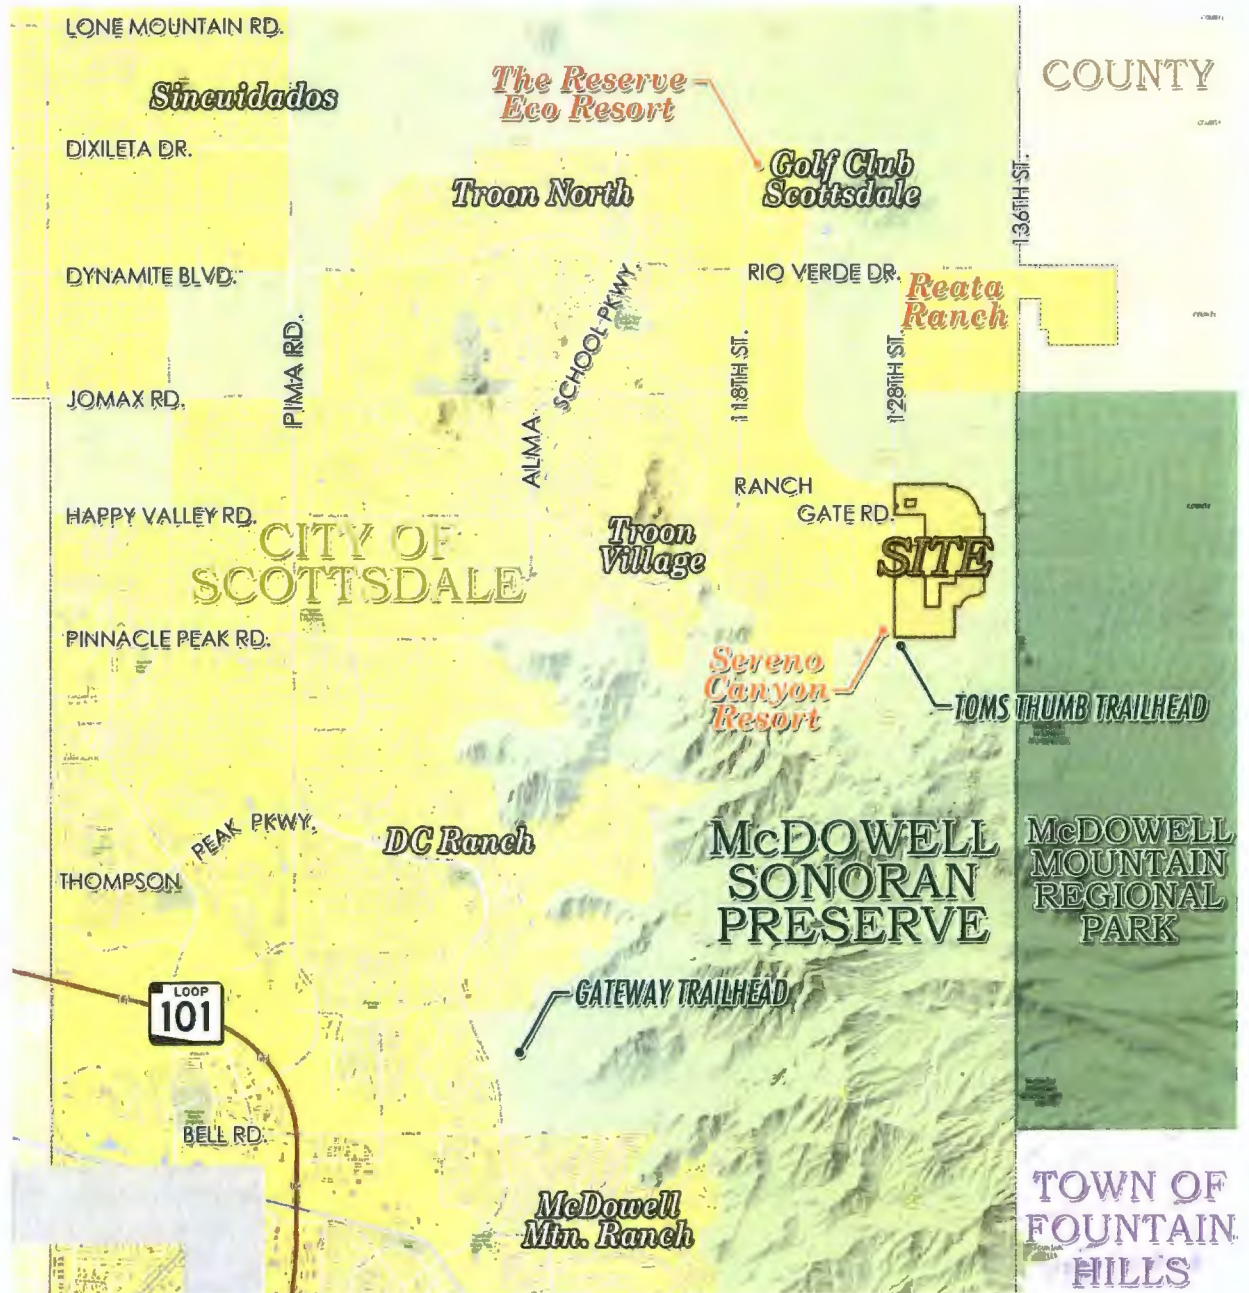 LONE MOUNTAIN RD.
Sincuidados
The Reserve
Eco Resort
COUNTY
DIXILETA DR.
Troon North
Golf Club
Scottsdale
136TH ST.
DYNAMITE BLVD.
RIO VERDE DR.
Reata
Ranch
PIMA RD.
SCHOOL PKWY.
ALMA
118TH ST.
128TH ST.
JOMAX RD.
RANCH
GATE RD.
HAPPY VALLEY RD.
CITY OF
SCOTTSDALE
Troon
Village
SITE
PINNACLE PEAK RD.
Sereno
Canyon
Resort
TOMS THUMB TRAILHEAD
PEAK PKWY.
DC Ranch
THOMPSON
McDOWELL
SONORAN
PRESERVE
McDOWELL
MOUNTAIN
REGIONAL
PARK
GATEWAY TRAILHEAD
LOOP
101
BELL RD.
McDowell
Mtn. Ranch
TOWN OF
FOUNTAIN
HILLS